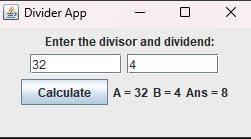 Divider App
Enter the divisor and dividend:
32 4
Calculate A = 32 B = 4 Ans = 8